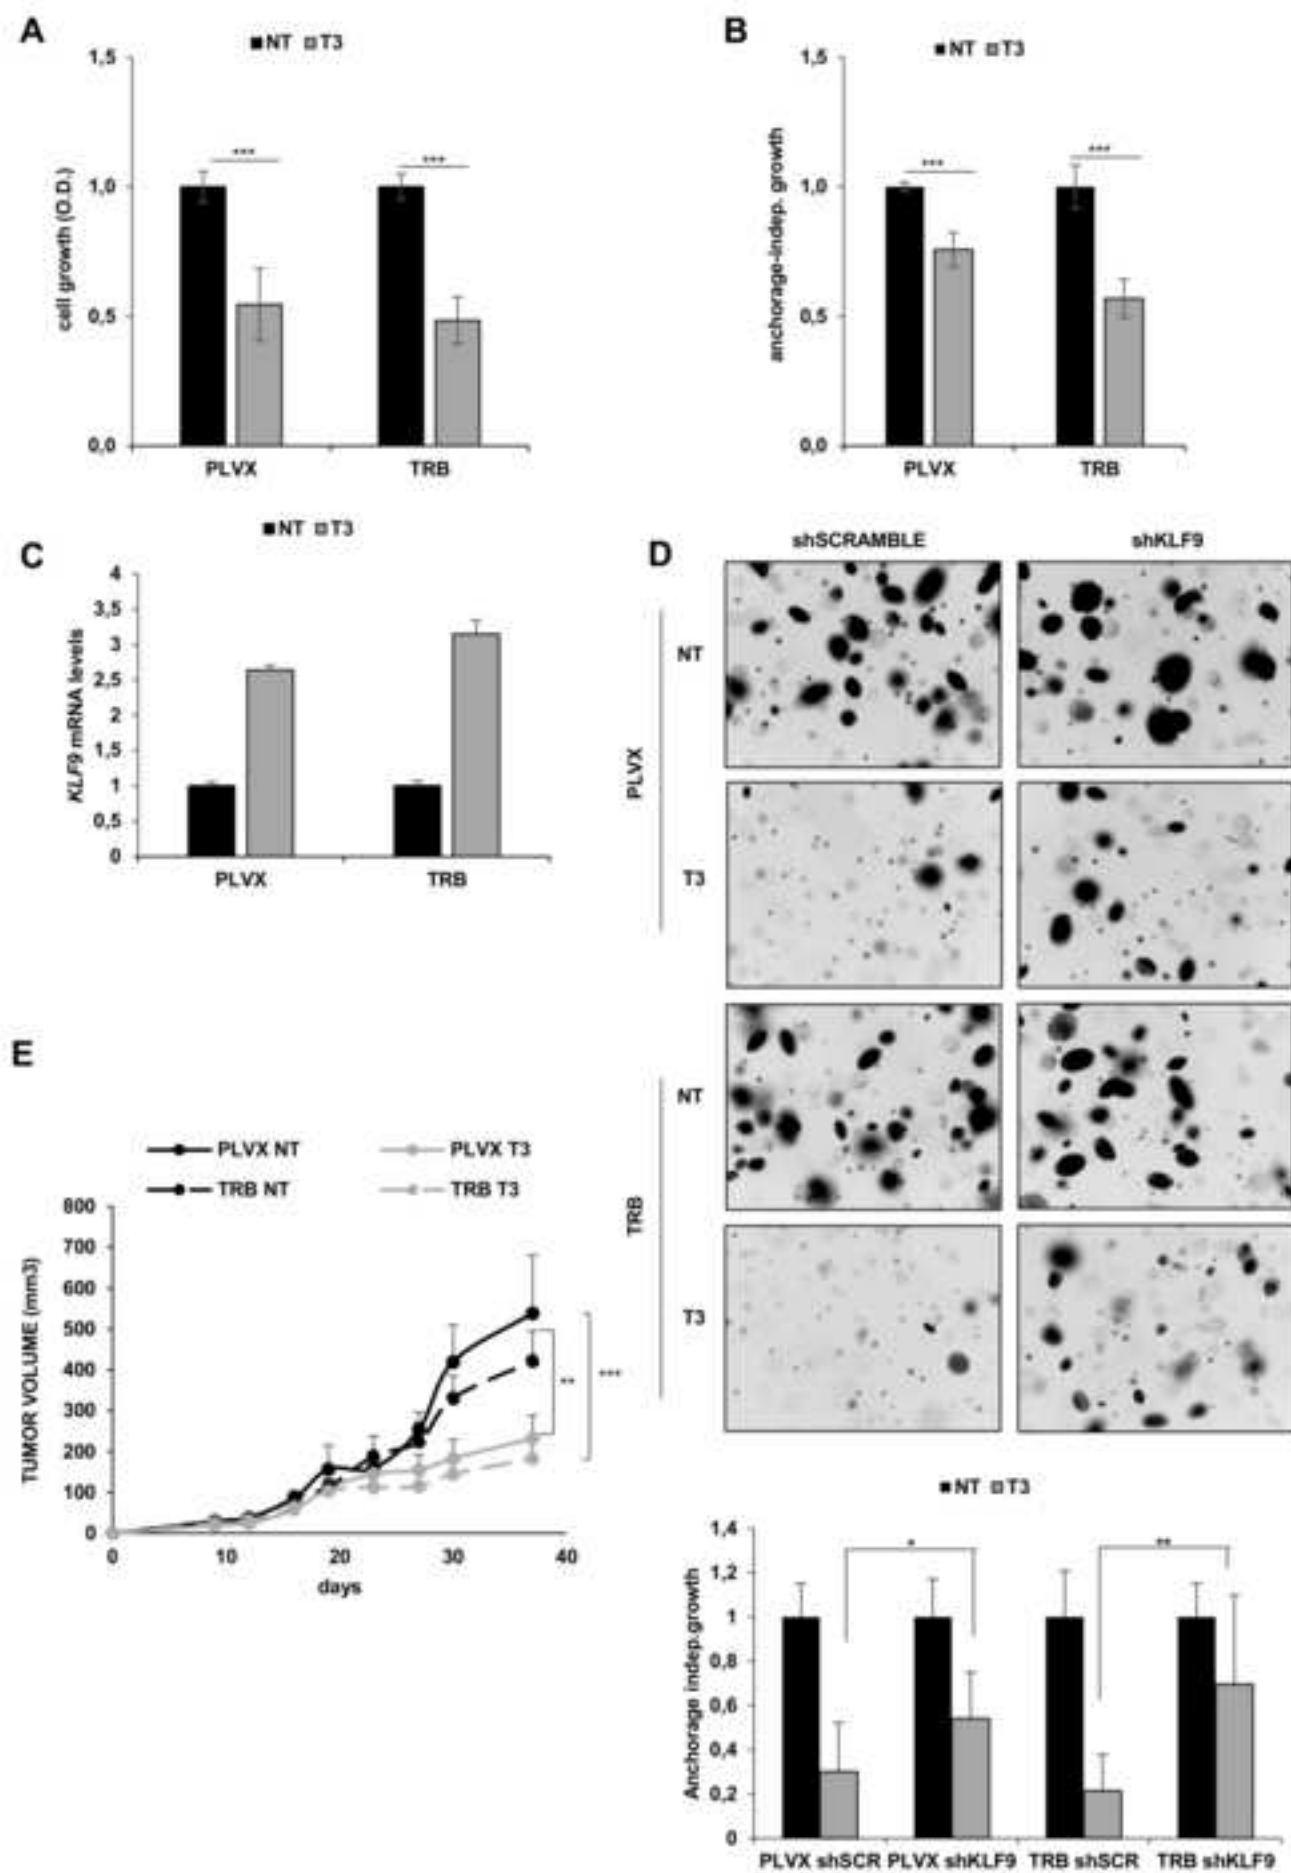 A
■NT ■T3
1,5
1,0
0,5
0,0
cell growth (O.D.)
***
***
PLVX
TRB
B
■NT ■T3
1,5
1,0
0,5
0,0
anchorage-indep. growth
***
***
PLVX
TRB
C
■NT ■T3
4
3,5
3
2,5
2
1,5
1
0,5
0
KLF9 mRNA levels
PLVX
TRB
D
shSCRAMBLE
shKLF9
PLVX
NT
T3
TRB
NT
T3
■NT ■T3
1,4
1,2
1
0,8
0,6
0,4
0,2
0
Anchorage indep.growth
*
**
PLVX shSCR PLVX shKLF9 TRB shSCR TRB shKLF9
E
PLVX NT
PLVX T3
TRB NT
TRB T3
800
700
600
500
400
300
200
100
0
TUMOR VOLUME (mm3)
**
***
0 10 20 30 40
days